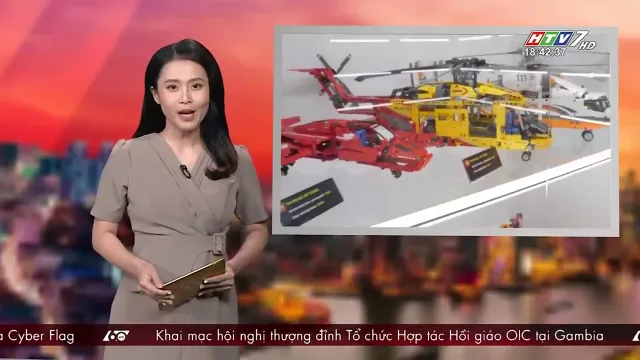 HTV7 HD
18:42:37
a Cyber Flag
60 Khai mạc hội nghị thượng đỉnh Tổ chức Hợp tác Hồi giáo OIC tại Gambia